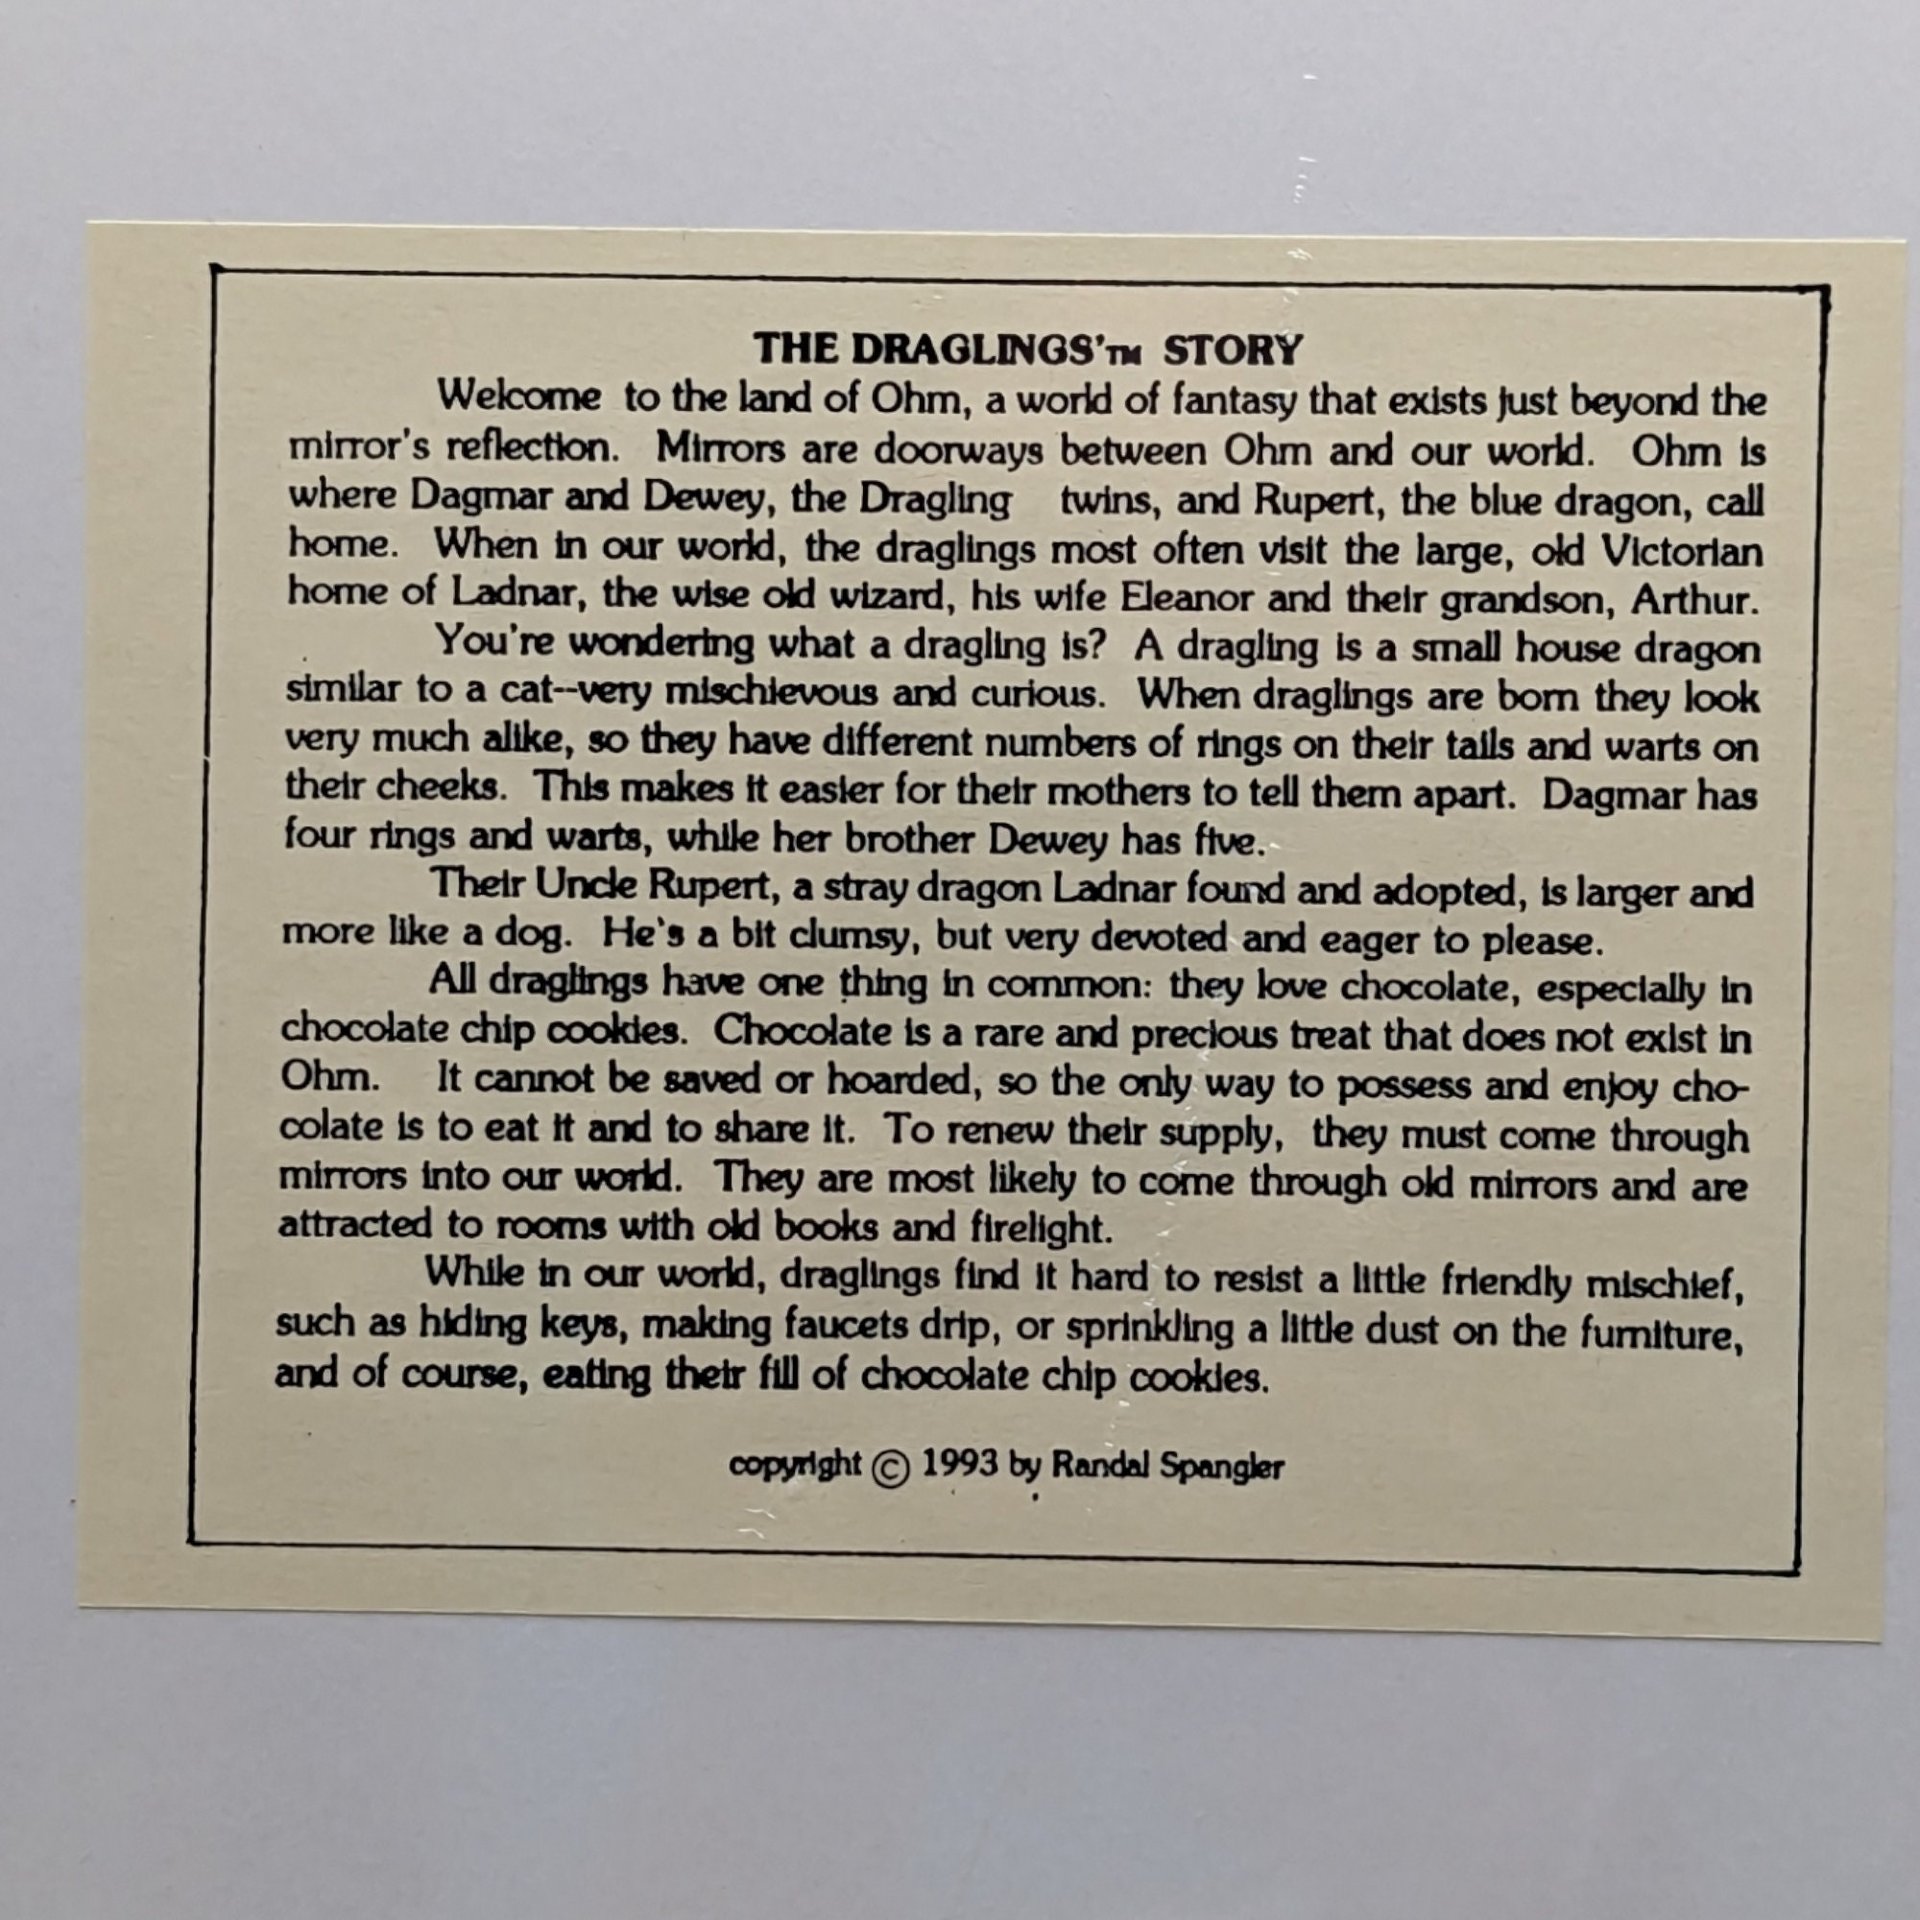 THE DRAGLINGS'™ STORY
Welcome to the land of Ohm, a world of fantasy that exists just beyond the
mirror's reflection. Mirrors are doorways between Ohm and our world. Ohm is
where Dagmar and Dewey, the Dragling twins, and Rupert, the blue dragon, call
home. When in our world, the draglings most often visit the large, old Victorian
home of Ladnar, the wise old wizard, his wife Eleanor and their grandson, Arthur.
You're wondering what a dragling is? A dragling is a small house dragon
similar to a cat--very mischievous and curious. When draglings are born they look
very much alike, so they have different numbers of rings on their tails and warts on
their cheeks. This makes it easier for their mothers to tell them apart. Dagmar has
four rings and warts, while her brother Dewey has five.
Their Uncle Rupert, a stray dragon Ladnar found and adopted, is larger and
more like a dog. He's a bit clumsy, but very devoted and eager to please.
All draglings have one thing in common: they love chocolate, especially in
chocolate chip cookies. Chocolate is a rare and precious treat that does not exist in
Ohm. It cannot be saved or hoarded, so the only way to possess and enjoy cho-
colate is to eat it and to share it. To renew their supply, they must come through
mirrors into our world. They are most likely to come through old mirrors and are
attracted to rooms with old books and firelight.
While in our world, draglings find it hard to resist a little friendly mischief,
such as hiding keys, making faucets drip, or sprinkling a little dust on the furniture,
and of course, eating their fill of chocolate chip cookies.
copyright © 1993 by Randal Spangler